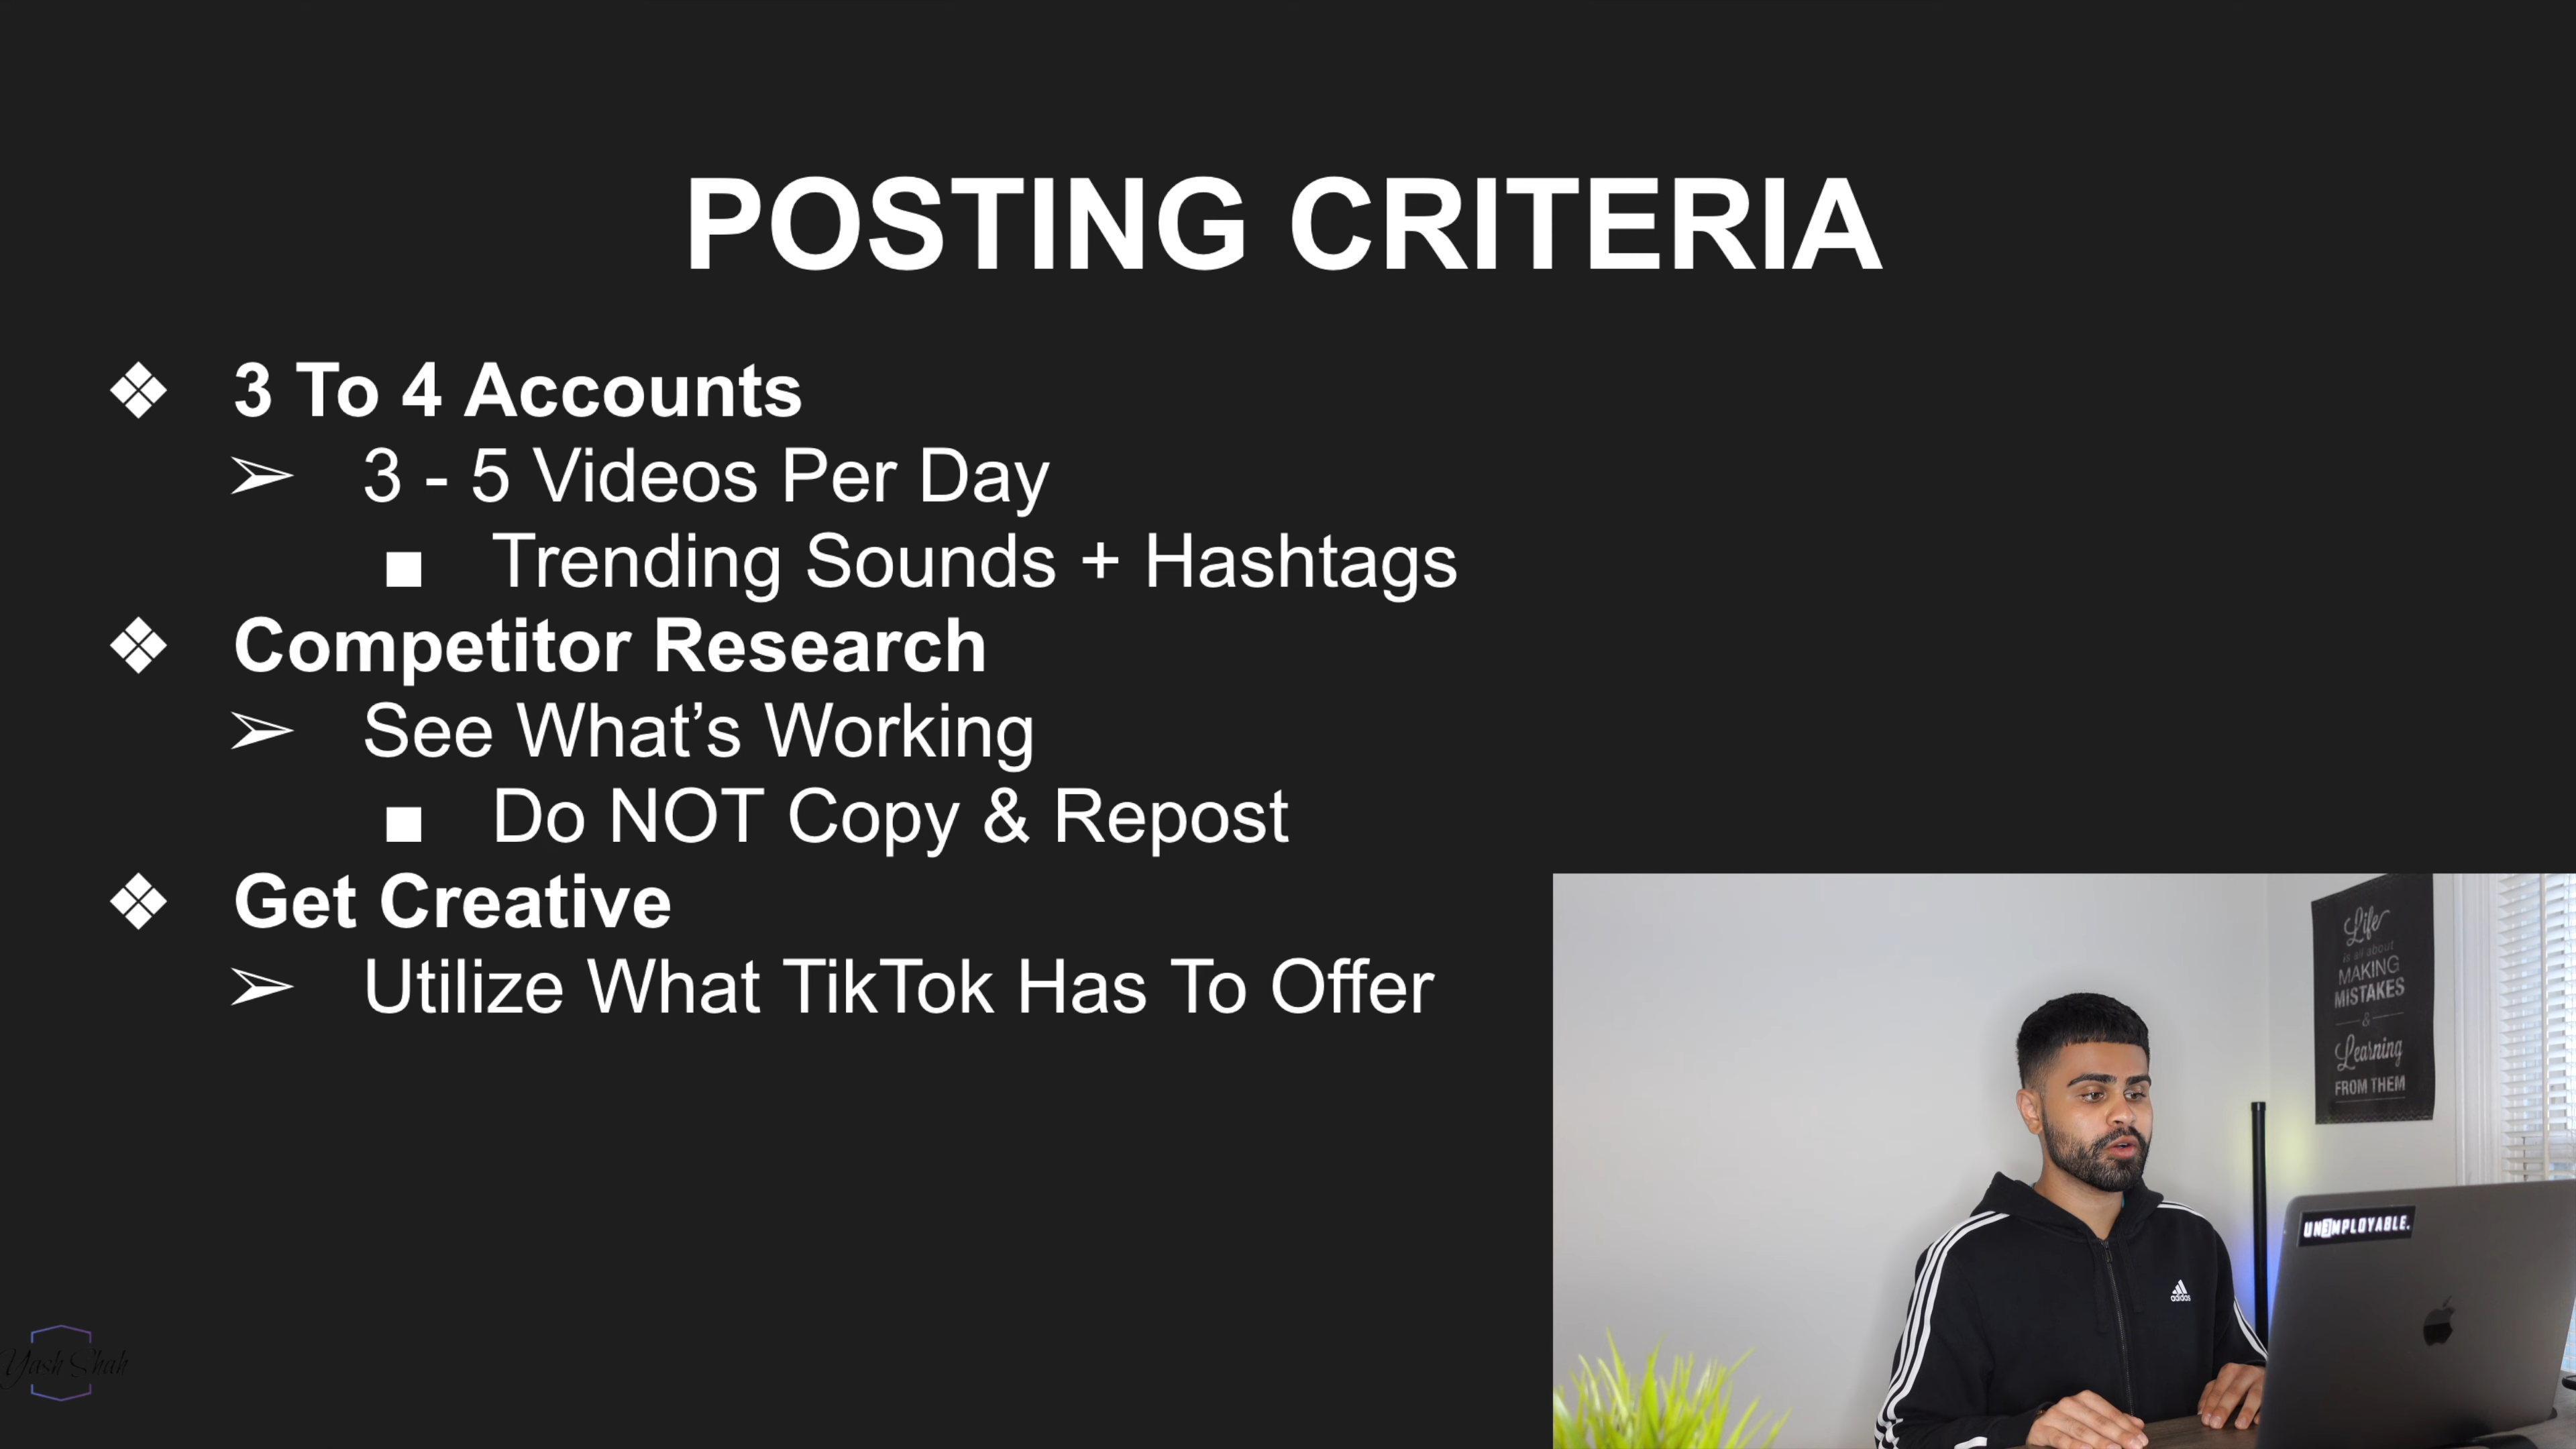 POSTING CRITERIA
❖ 3 To 4 Accounts
➢ 3 - 5 Videos Per Day
■ Trending Sounds + Hashtags
❖ Competitor Research
➢ See What’s Working
■ Do NOT Copy & Repost
❖ Get Creative
➢ Utilize What TikTok Has To Offer
Life
is all about
MAKING
MISTAKES
&
Learning
FROM THEM
UNEMPLOYABLE.
adidas
Yash Shah